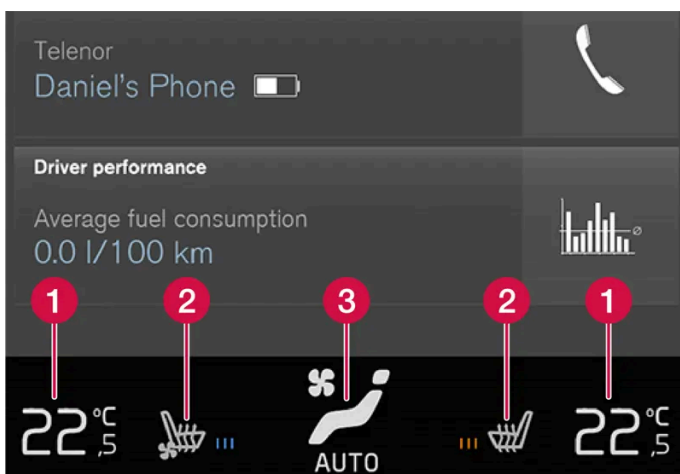 Telenor
Daniel's Phone
Driver performance
Average fuel consumption
0.0 l/100 km
1 2 3 2 1
22,5 °C 22,5 °C
AUTO